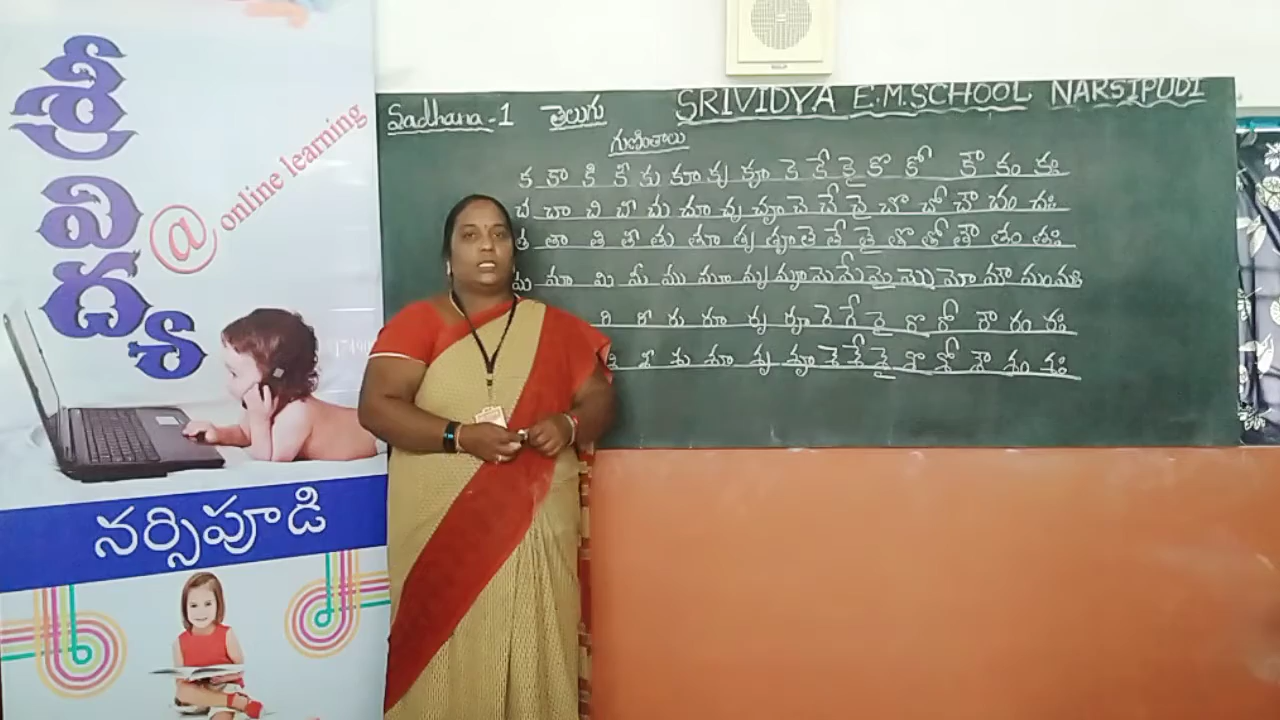 శ్రీ
విద్యా
@ online learning
నర్సిపూడి
Sadhana-1 తెలుగు SRIVIDYA E.M.SCHOOL NARSIPUDI
గుణింతాలు
క కా కి కీ కు కూ కృ కౄ కె కే కై కొ కో కౌ కం కః
చ చా చి చీ చు చూ చృ చౄ చె చే చై చొ చో చౌ చం చః
త తా తి తీ తు తూ తృ తౄ తె తే తై తొ తో తౌ తం తః
మ మా మి మీ ము మూ మృ మౄ మె మే మై మొ మో మౌ మం మః
రి రీ రు రూ రృ రౄ రె రే రై రొ రో రౌ రం రః
శి శీ శు శూ శృ శౄ శె శే శై శొ శో శౌ శం శః